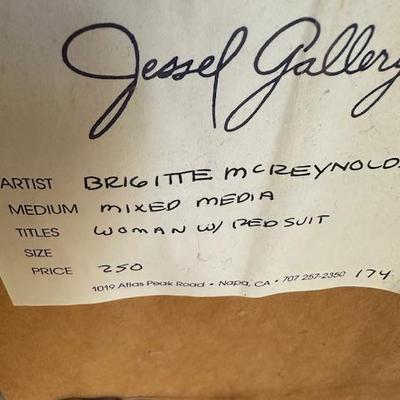 Jessel Gallery
ARTIST BRIGITTE MCREYNOLDS
MEDIUM MIXED MEDIA
TITLES WOMAN W/ RED SUIT
SIZE
PRICE 250
1019 Atlas Peak Road • Napa, CA • 707 257-2350 174